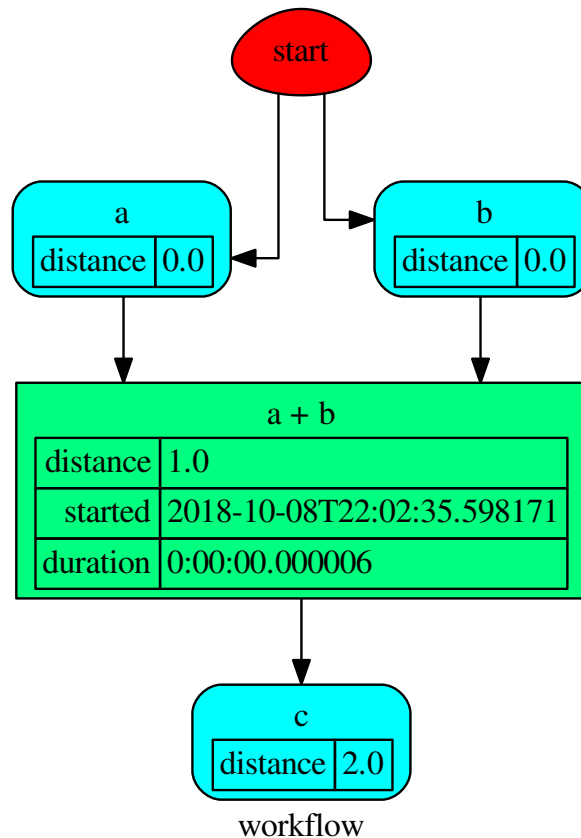 start
a
distance 0.0
b
distance 0.0
a + b
distance 1.0
started 2018-10-08T22:02:35.598171
duration 0:00:00.000006
c
distance 2.0
workflow